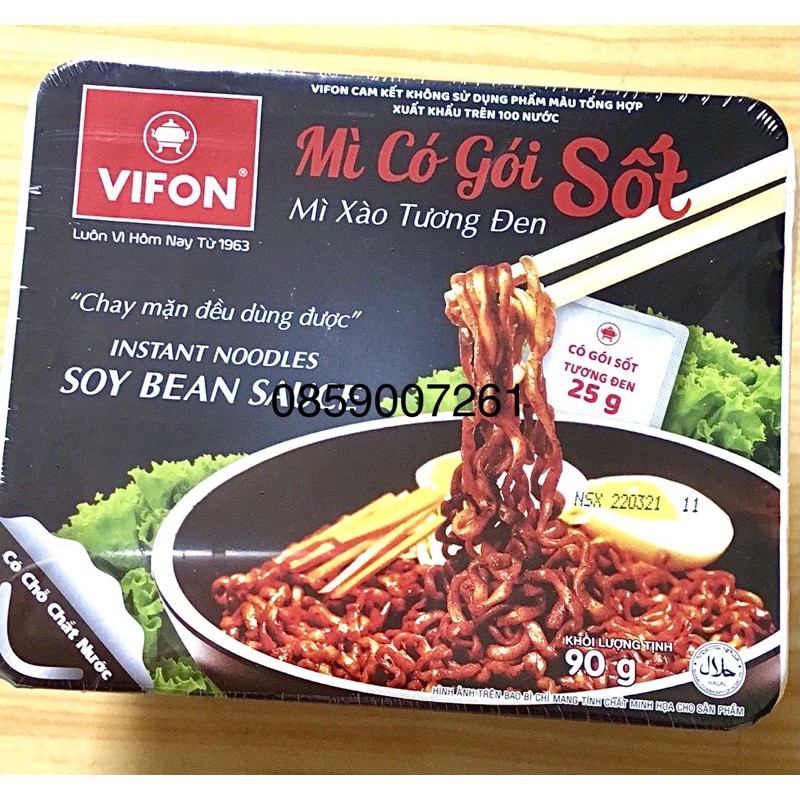 VIFON CAM KẾT KHÔNG SỬ DỤNG PHẨM MÀU TỔNG HỢP
XUẤT KHẨU TRÊN 100 NƯỚC
VIFON®
Luôn Vì Hôm Nay Từ 1963
Mì Có Gói Sốt
Mì Xào Tương Đen
"Chay mặn đều dùng được"
INSTANT NOODLES
SOY BEAN SAUCE
0859007261
CÓ GÓI SỐT
TƯƠNG ĐEN
25 g
NSX 220321 11
Có Chỗ Chắt Nước
KHỐI LƯỢNG TỊNH
90 g
حلال
HALAL
HÌNH ẢNH TRÊN BAO BÌ CHỈ MANG TÍNH CHẤT MINH HỌA CHO SẢN PHẨM